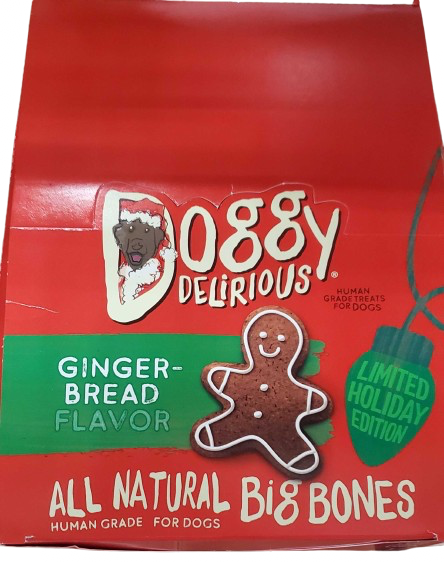 Doggy
DELiRiOUS®
HUMAN
GRADE TREATS
FOR DOGS
GINGER-
BREAD
FLAVOR
LIMITED
HOLIDAY
EDITION
ALL NATURAL Big BONES
HUMAN GRADE FOR DOGS